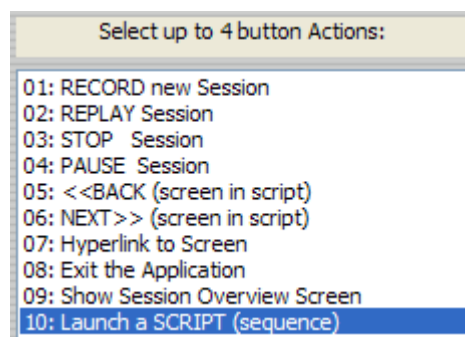 Select up to 4 button Actions:
01: RECORD new Session
02: REPLAY Session
03: STOP   Session
04: PAUSE  Session
05: <<BACK (screen in script)
06: NEXT>> (screen in script)
07: Hyperlink to Screen
08: Exit the Application
09: Show Session Overview Screen
10: Launch a SCRIPT (sequence)